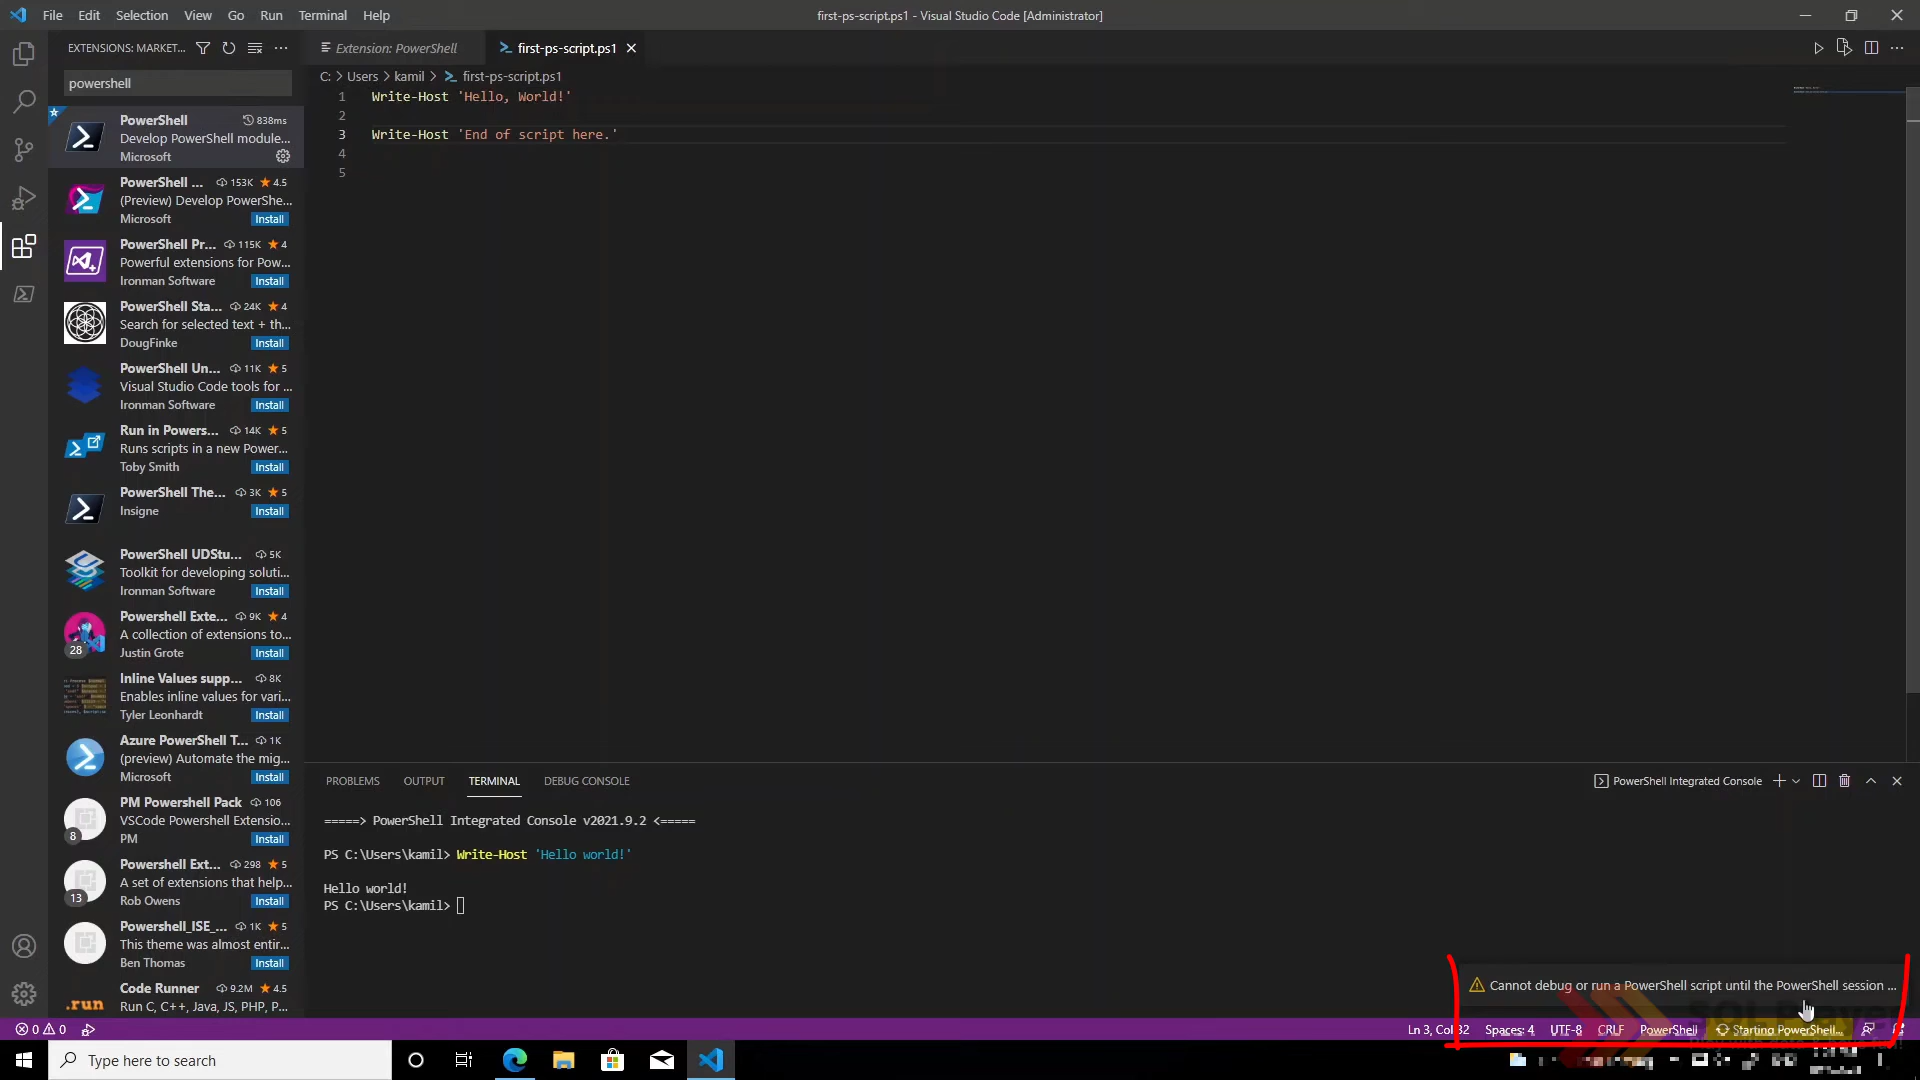 File Edit Selection View Go Run Terminal Help
first-ps-script.ps1 - Visual Studio Code [Administrator]
EXTENSIONS: MARKET...
Extension: PowerShell
first-ps-script.ps1
powershell
C: > Users > kamil > first-ps-script.ps1
1 Write-Host 'Hello, World!'
2
3 Write-Host 'End of script here.'
4
5
PowerShell 838ms
Develop PowerShell module...
Microsoft
PowerShell ... 153K 4.5
(Preview) Develop PowerShe...
Microsoft Install
PowerShell Pr... 115K 4
Powerful extensions for Pow...
Ironman Software Install
PowerShell Sta... 24K 4
Search for selected text + th...
DougFinke Install
PowerShell Un... 11K 5
Visual Studio Code tools for ...
Ironman Software Install
Run in Powers... 14K 5
Runs scripts in a new Power...
Toby Smith Install
PowerShell The... 3K 5
Insigne Install
PowerShell UDStu... 5K
Toolkit for developing soluti...
Ironman Software Install
Powershell Exte... 9K 4
A collection of extensions to...
28
Justin Grote Install
Inline Values supp... 8K
Enables inline values for vari...
Tyler Leonhardt Install
Azure PowerShell T... 1K
(preview) Automate the mig...
Microsoft Install
PM Powershell Pack 106
VSCode Powershell Extensio...
8
PM Install
Powershell Ext... 298 5
A set of extensions that help...
13
Rob Owens Install
Powershell_ISE_... 1K 5
This theme was almost entir...
Ben Thomas Install
Code Runner 9.2M 4.5
.run
Run C, C++, Java, JS, PHP, P...
PROBLEMS OUTPUT TERMINAL DEBUG CONSOLE
PowerShell Integrated Console
=====> PowerShell Integrated Console v2021.9.2 <=====
PS C:\Users\kamil> Write-Host 'Hello world!'
Hello world!
PS C:\Users\kamil>
Cannot debug or run a PowerShell script until the PowerShell session ...
0 0
Ln 3, Col 32 Spaces: 4 UTF-8 CRLF PowerShell Starting PowerShell...
Type here to search